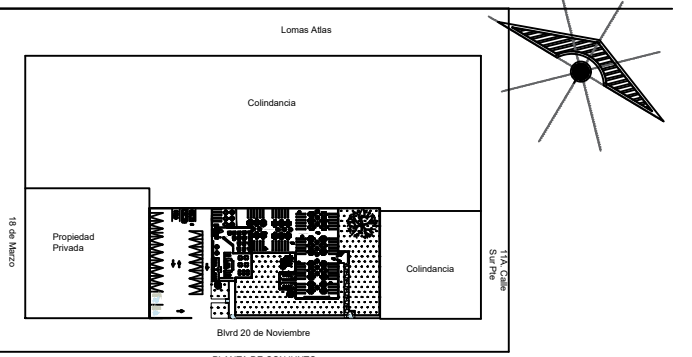 Lomas Atlas
Colindancia
18 de Marzo
Propiedad
Privada
Colindancia
11A. Calle
Sur Pte
Blvrd 20 de Noviembre